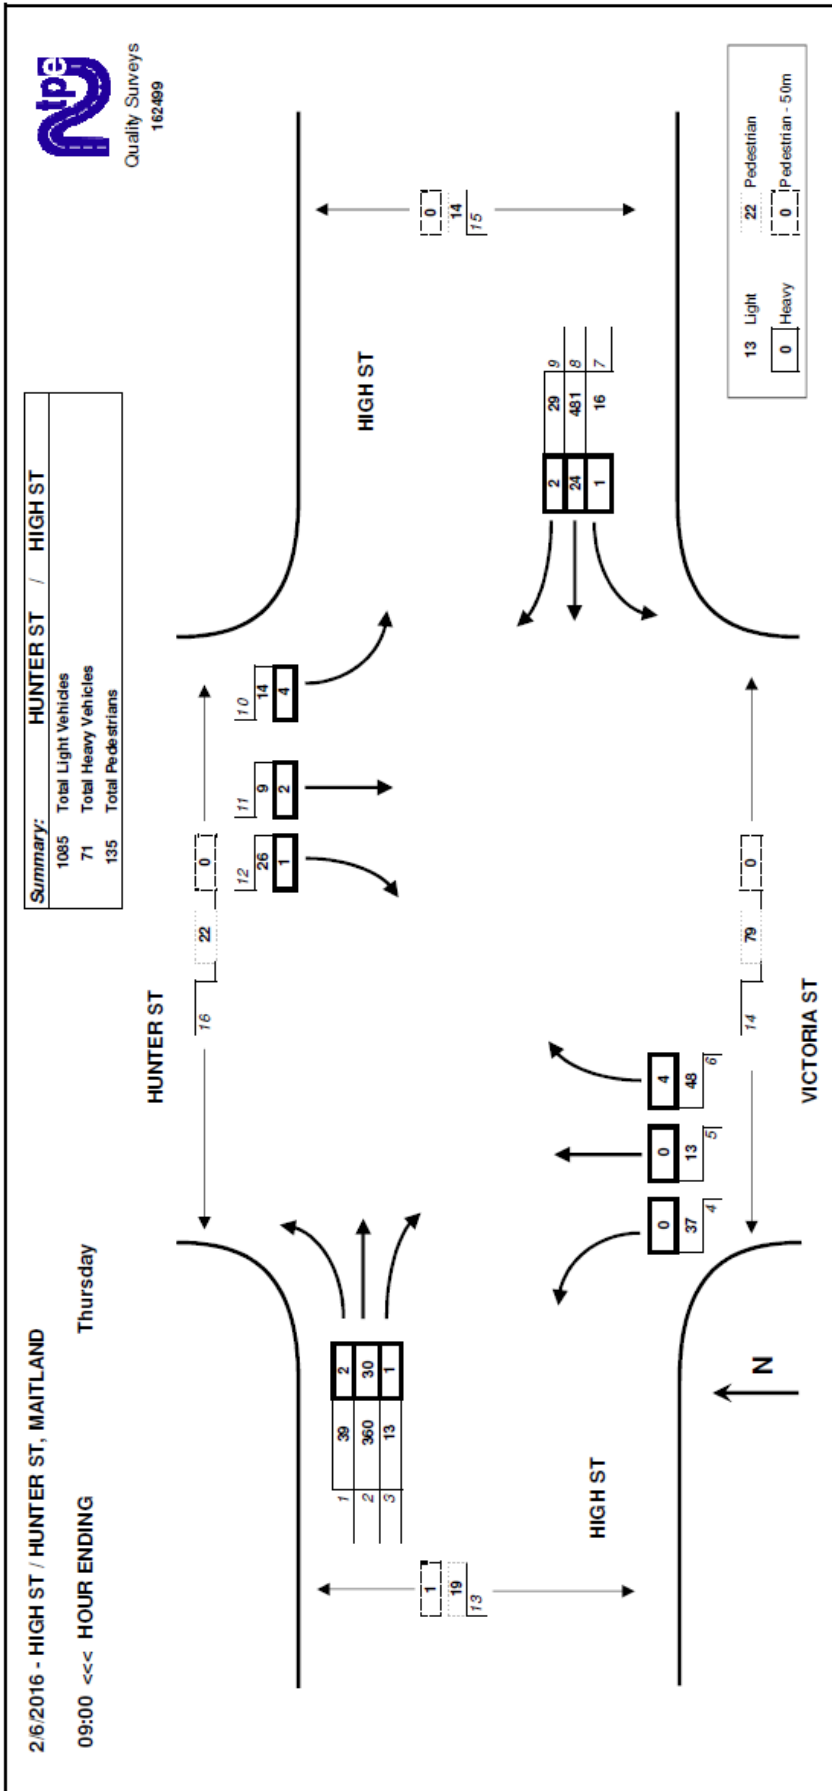 2/6/2016 - HIGH ST / HUNTER ST, MAITLAND
09:00 <<< HOUR ENDING Thursday
Summary: HUNTER ST / HIGH ST
1085 Total Light Vehicles
71 Total Heavy Vehicles
135 Total Pedestrians
tpe
Quality Surveys
162499
HUNTER ST
16 22 0
12 11 10
26 9 14
1 2 4
HIGH ST
1 39 2
2 360 30
3 13 1
1
19
13
HIGH ST
0
14
15
2 29 9
24 481 8
1 16 7
0 0 4
37 13 48
4 5 6
14 79 0
VICTORIA ST
N
13 Light 22 Pedestrian
0 Heavy 0 Pedestrian - 50m